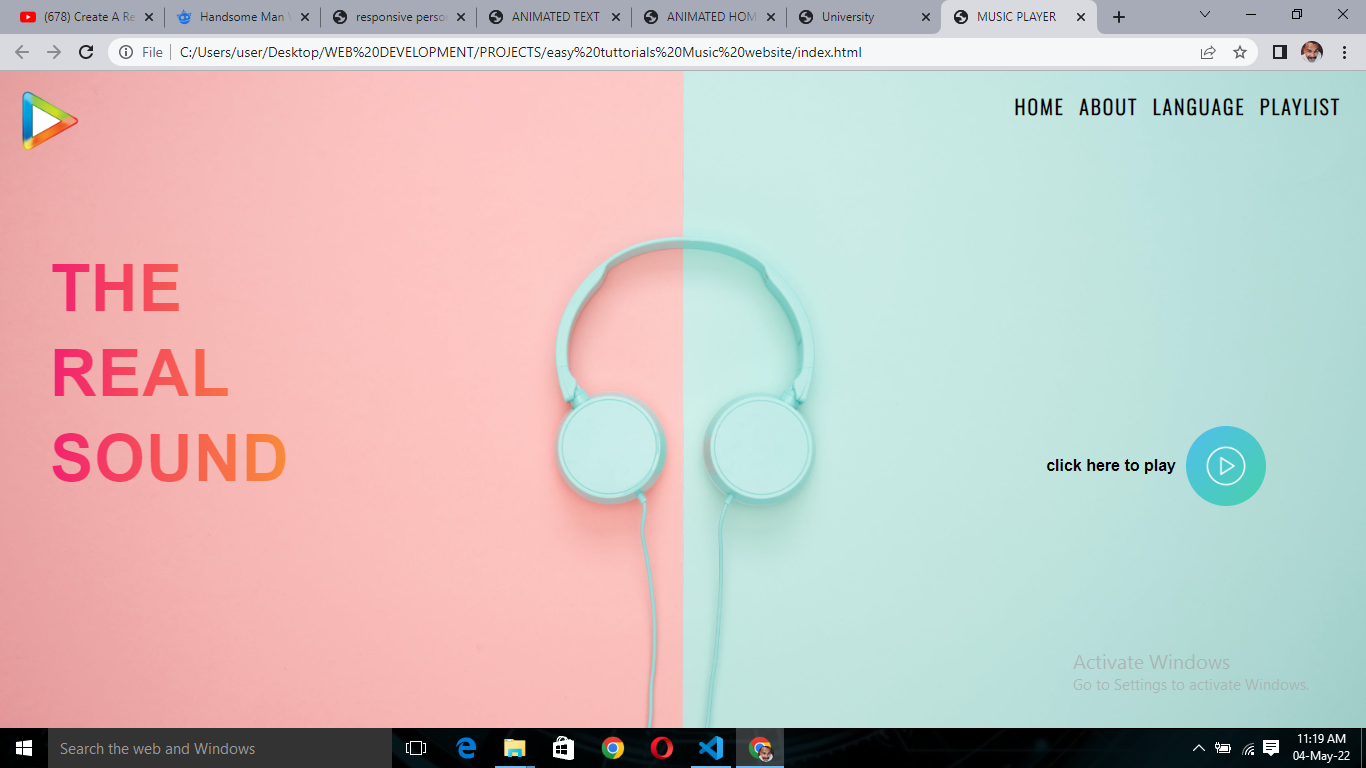 (678) Create A Re
Handsome Man
responsive perso
ANIMATED TEXT
ANIMATED HOM
University
MUSIC PLAYER
File
C:/Users/user/Desktop/WEB%20DEVELOPMENT/PROJECTS/easy%20tuttorials%20Music%20website/index.html
HOME ABOUT LANGUAGE PLAYLIST
THE
REAL
SOUND
click here to play
Activate Windows
Go to Settings to activate Windows.
Search the web and Windows
11:19 AM
04-May-22